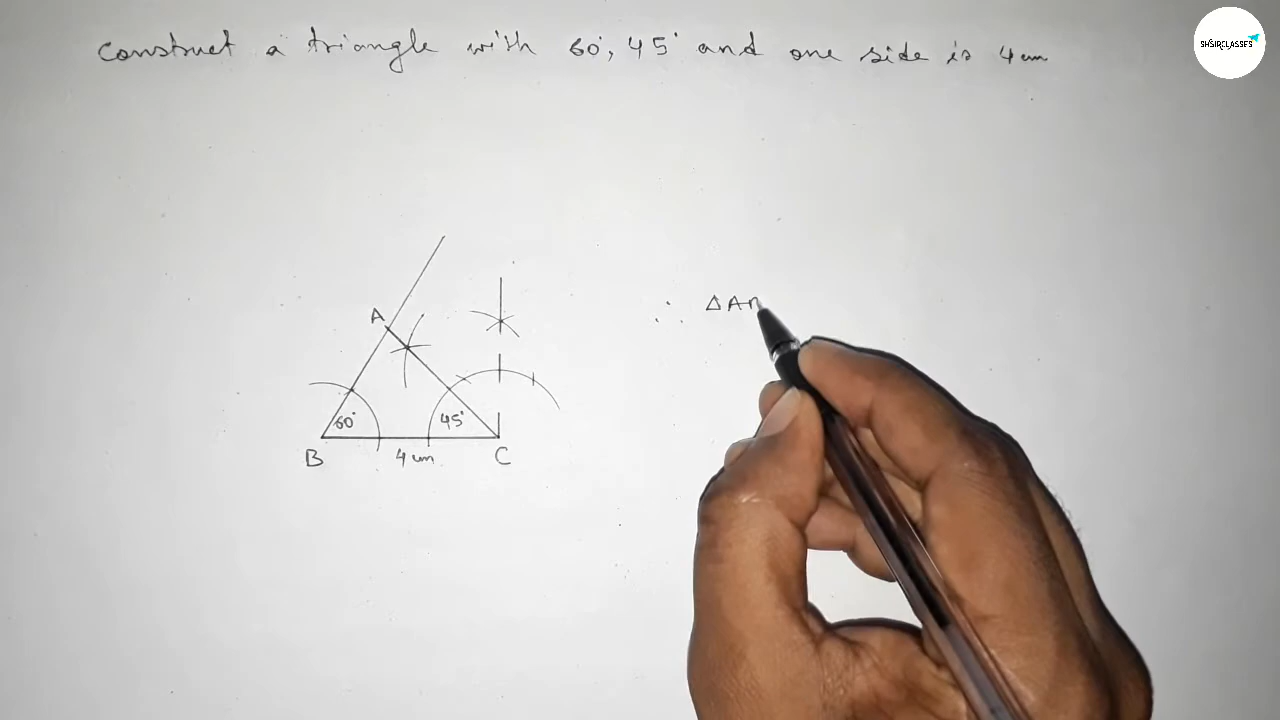 Construct a triangle with 60°, 45° and one side is 4 cm
SHSIRCLASSES
A
∴ ΔAB
60°
45°
B
4 cm
C